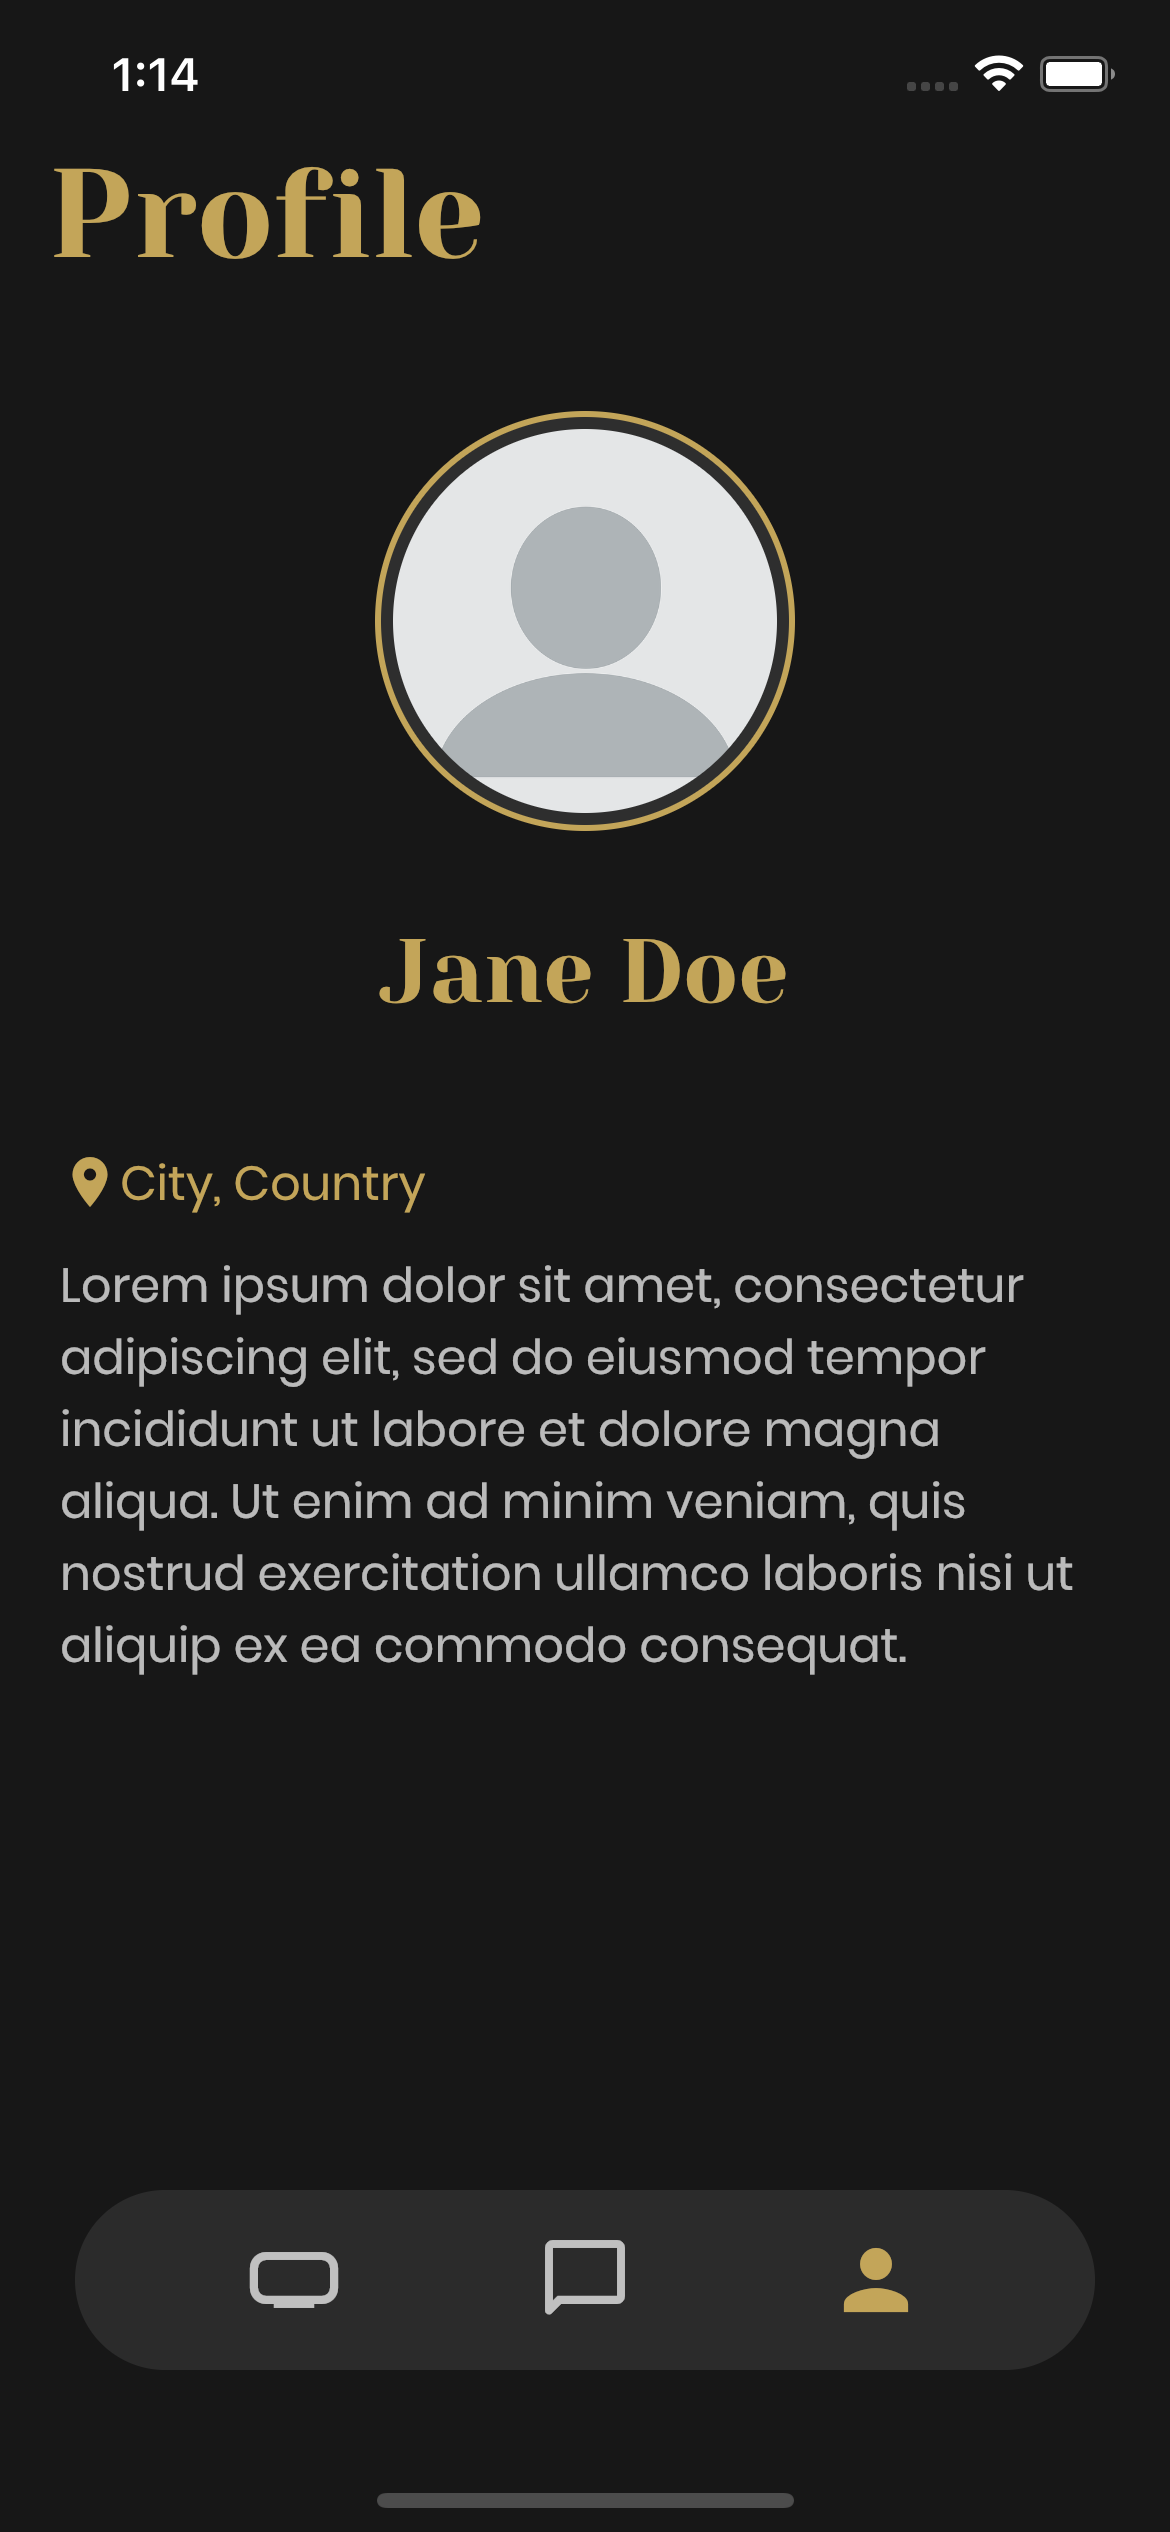 1:14
Profile
Jane Doe
City, Country
Lorem ipsum dolor sit amet, consectetur
adipiscing elit, sed do eiusmod tempor
incididunt ut labore et dolore magna
aliqua. Ut enim ad minim veniam, quis
nostrud exercitation ullamco laboris nisi ut
aliquip ex ea commodo consequat.